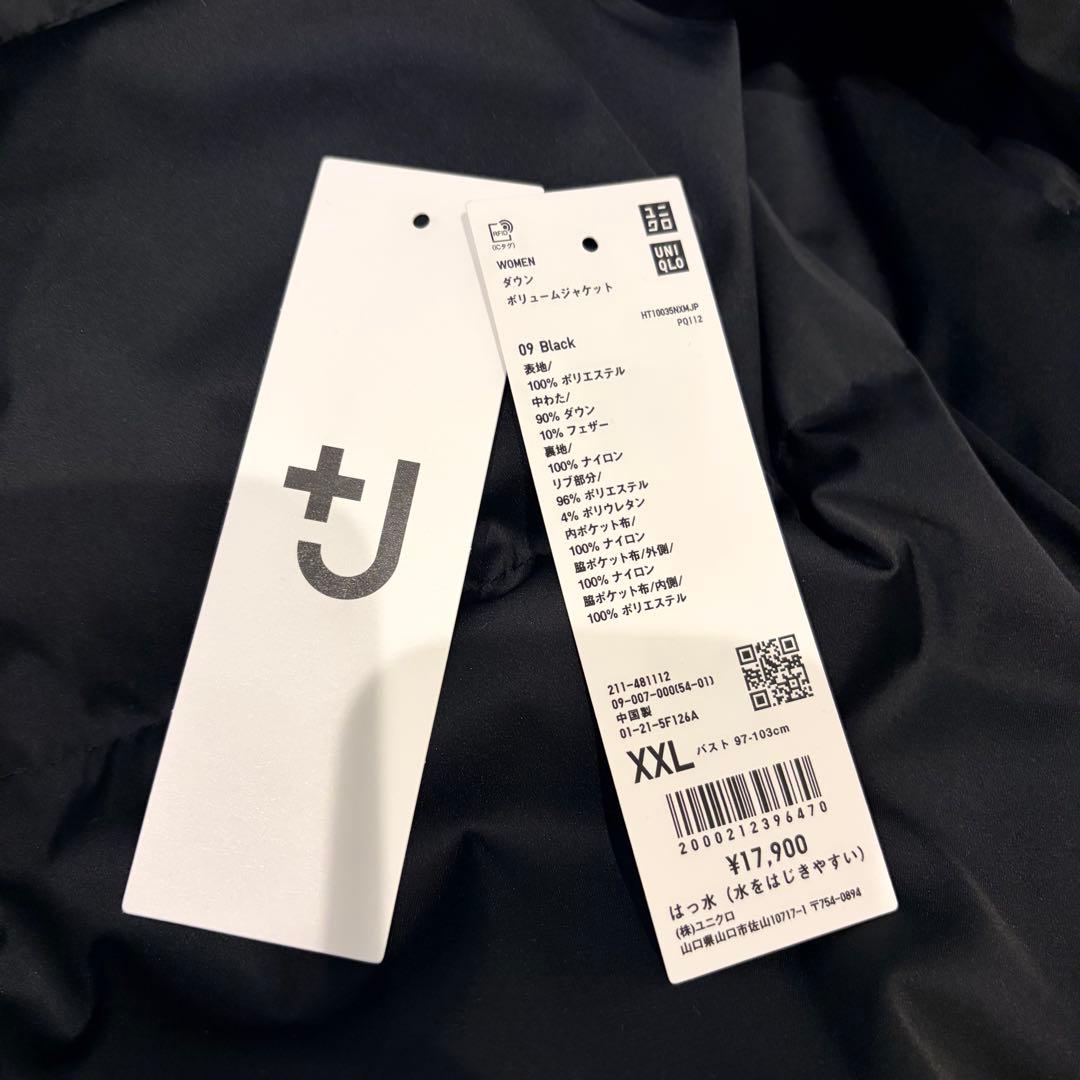 +J
RFID
(ICタグ)
ユニ
クロ
UNI
QLO
WOMEN
ダウン
ボリュームジャケット
HT10035NXMJP
PQ112
09 Black
表地/
100% ポリエステル
中わた/
90% ダウン
10% フェザー
裏地/
100% ナイロン
リブ部分/
96% ポリエステル
4% ポリウレタン
内ポケット布/
100% ナイロン
脇ポケット布/外側/
100% ナイロン
脇ポケット布/内側/
100% ポリエステル
211-481112
09-007-000(54-01)
中国製
01-21-5F126A
XXL バスト 97-103cm
2000212396470
¥17,900
はっ水 (水をはじきやすい)
(株)ユニクロ
山口県山口市佐山10717-1 〒754-0894